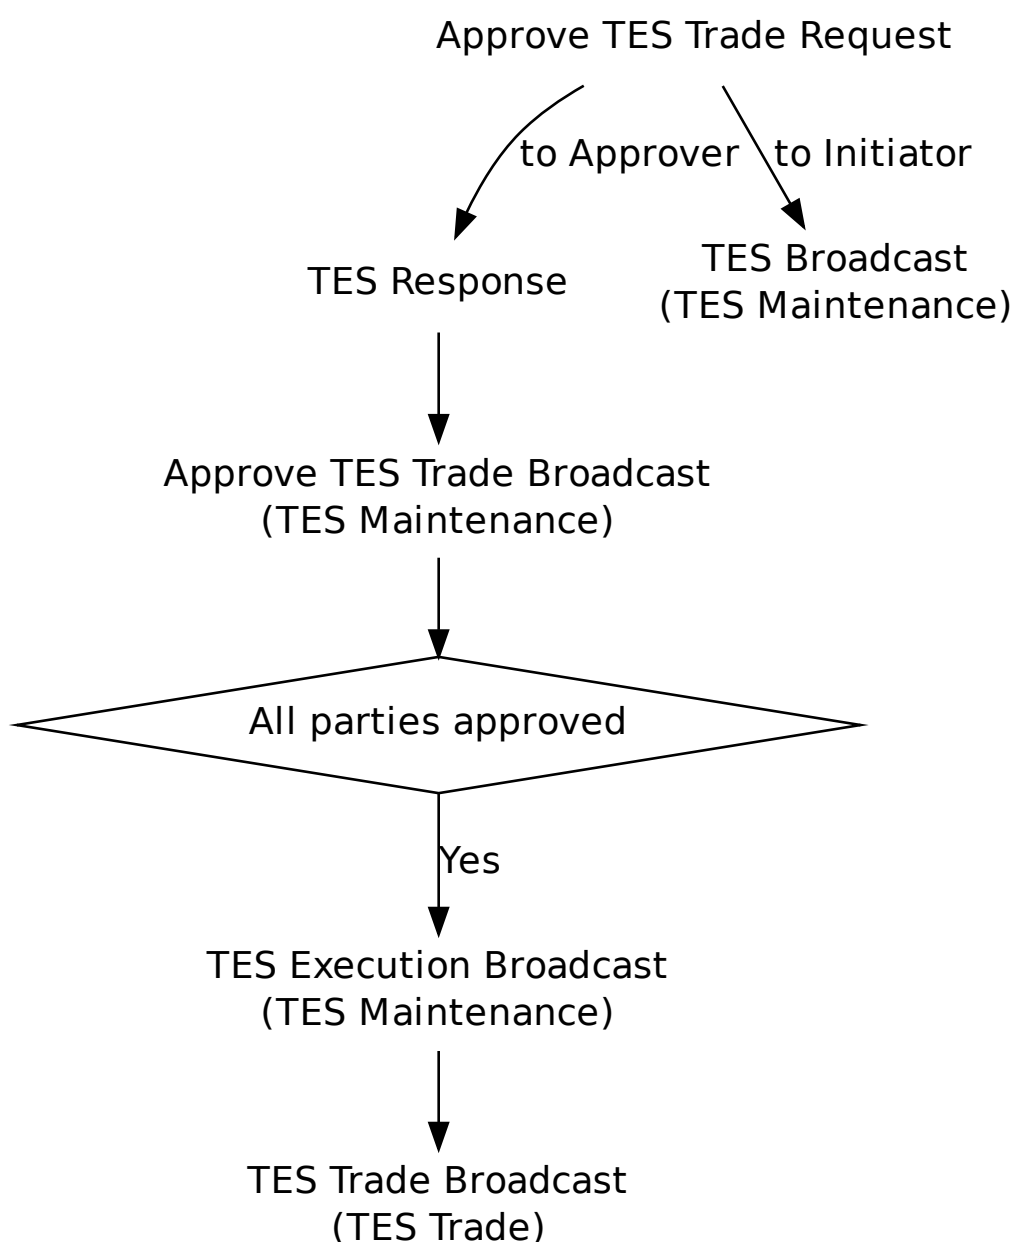 Approve TES Trade Request
to Approver
to Initiator
TES Response
TES Broadcast
(TES Maintenance)
Approve TES Trade Broadcast
(TES Maintenance)
All parties approved
Yes
TES Execution Broadcast
(TES Maintenance)
TES Trade Broadcast
(TES Trade)